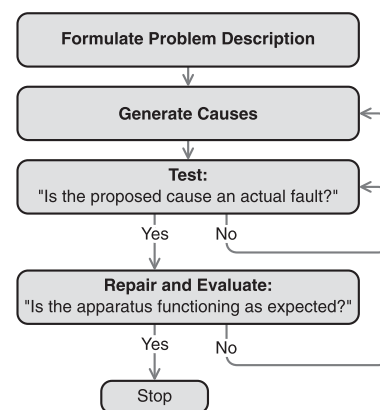 Formulate Problem Description
Generate Causes
Test:
"Is the proposed cause an actual fault?"
Yes
No
Repair and Evaluate:
"Is the apparatus functioning as expected?"
Yes
No
Stop